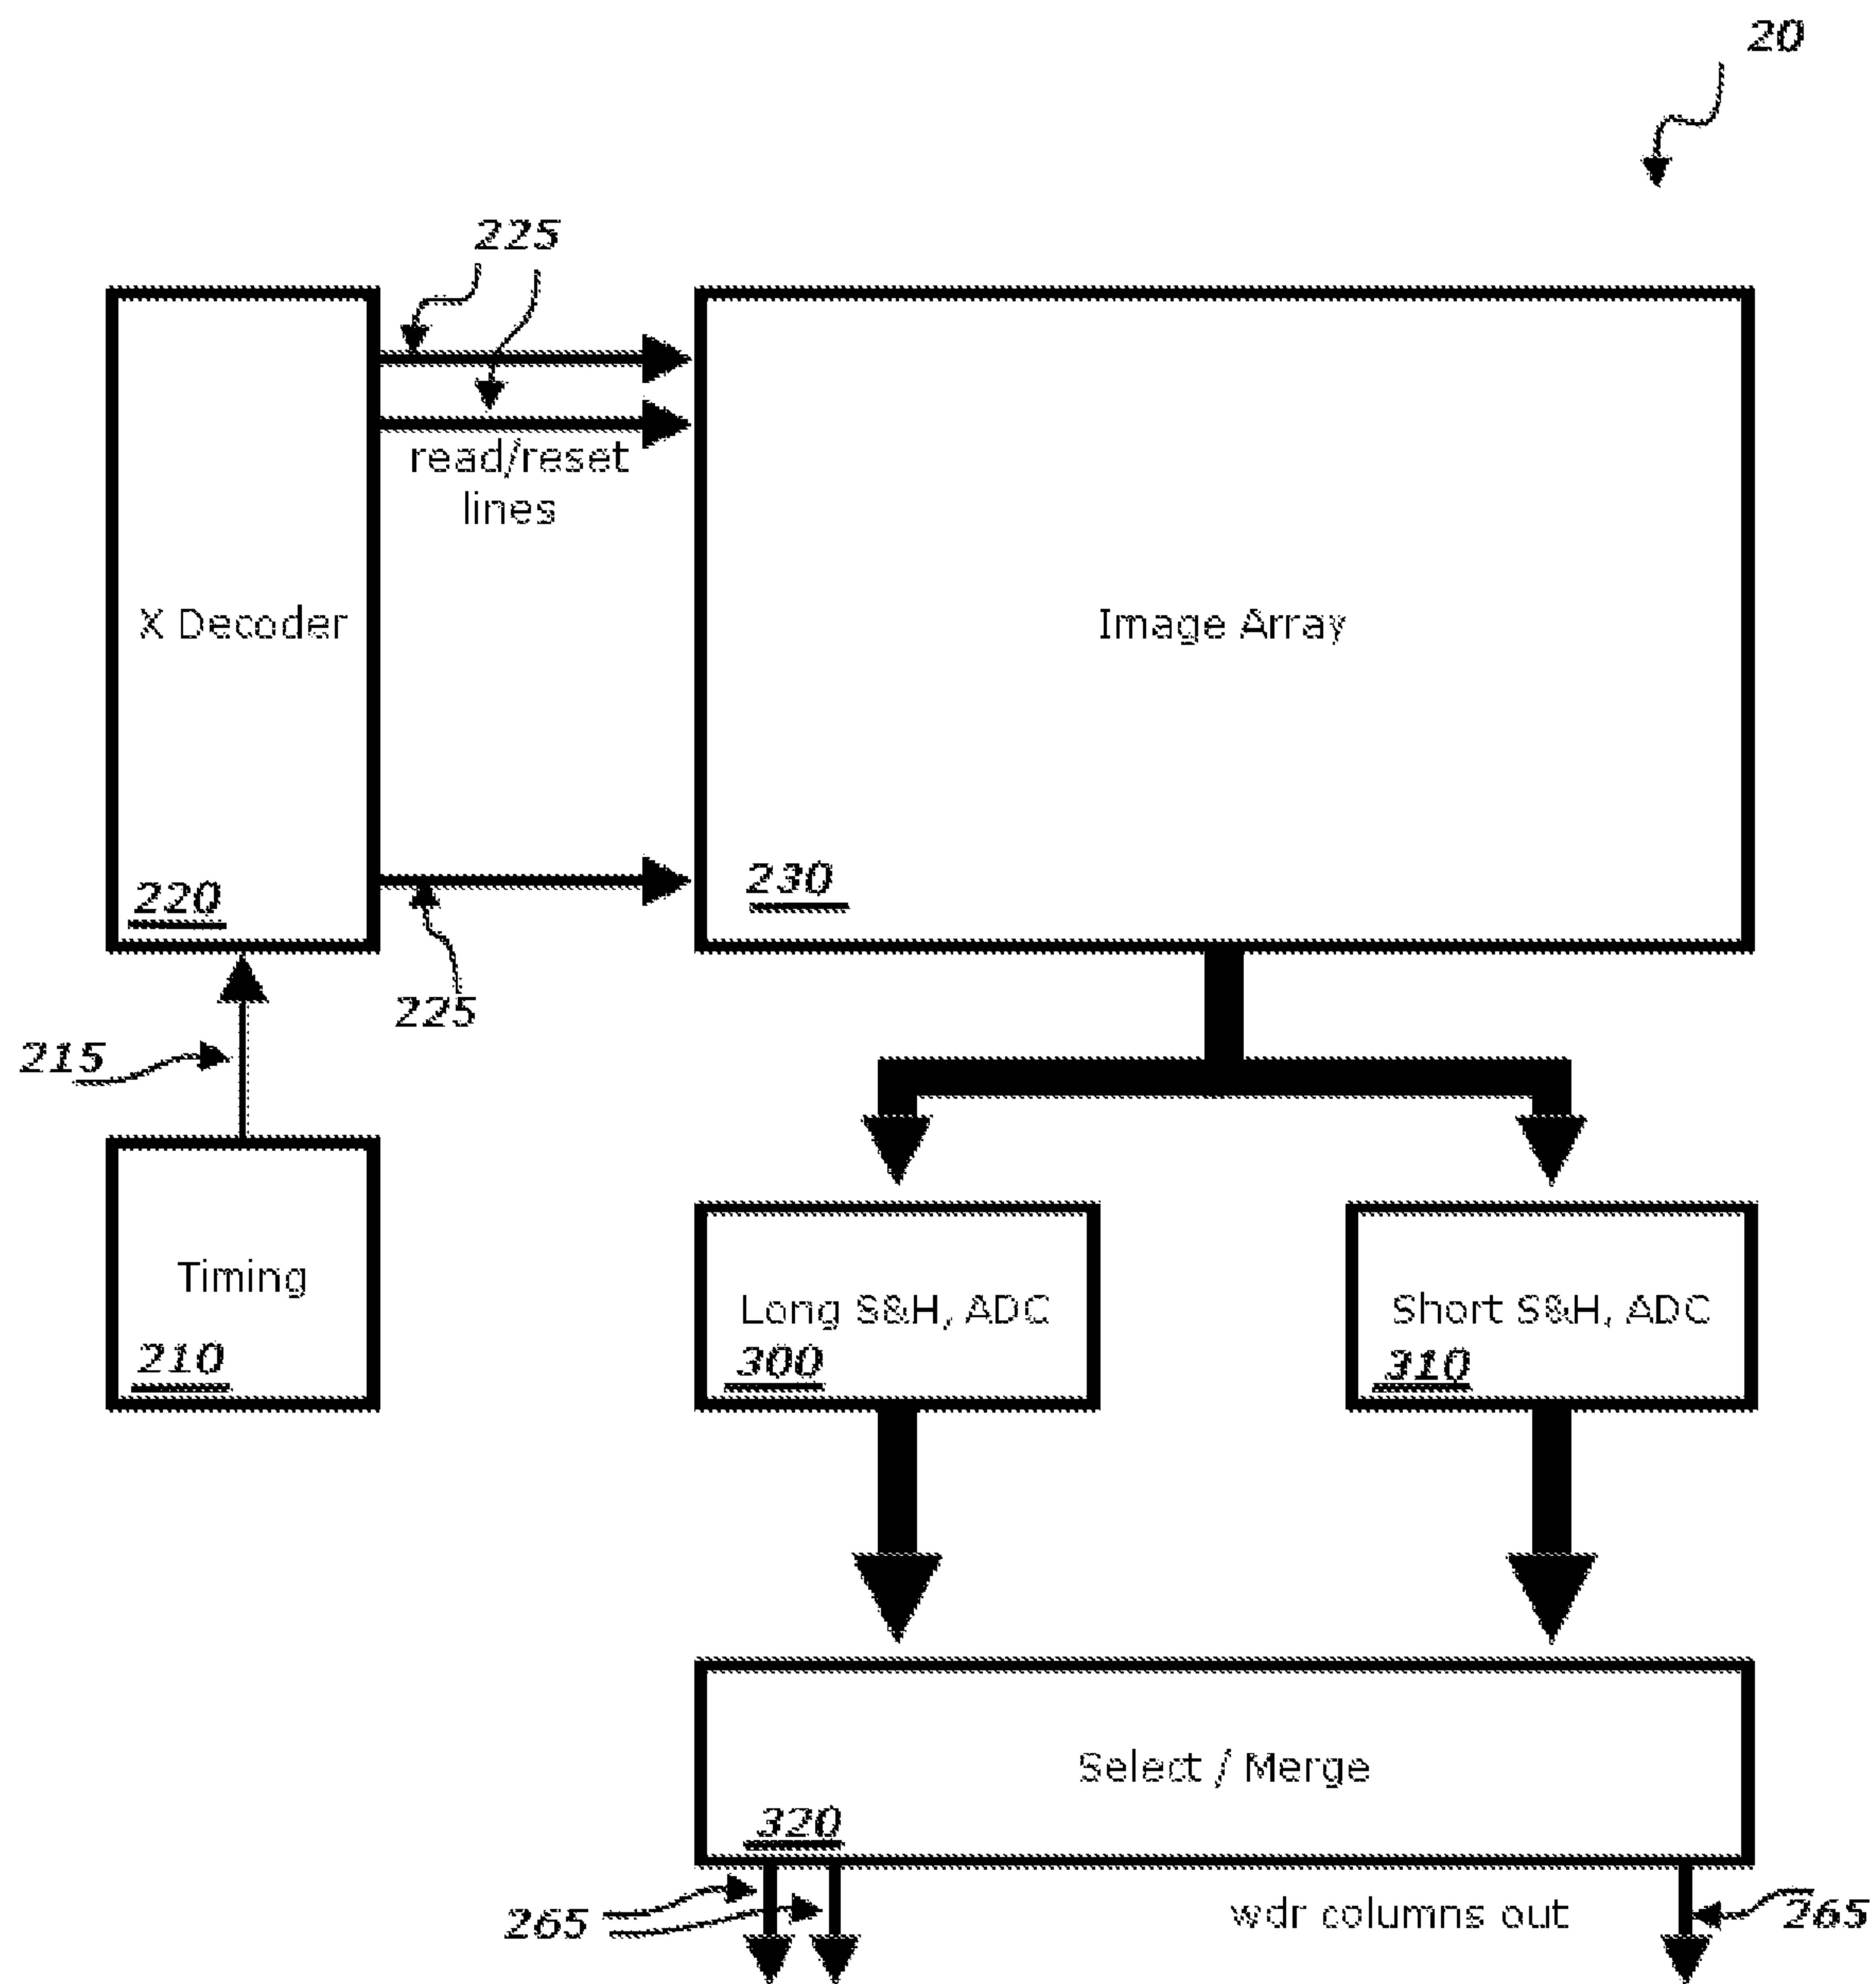 20
225
read/reset
lines
X Decoder
Image Array
220
230
225
215
Timing
210
Long S&H, ADC
300
Short S&H, ADC
310
Select / Merge
320
265
wdr columns out
265